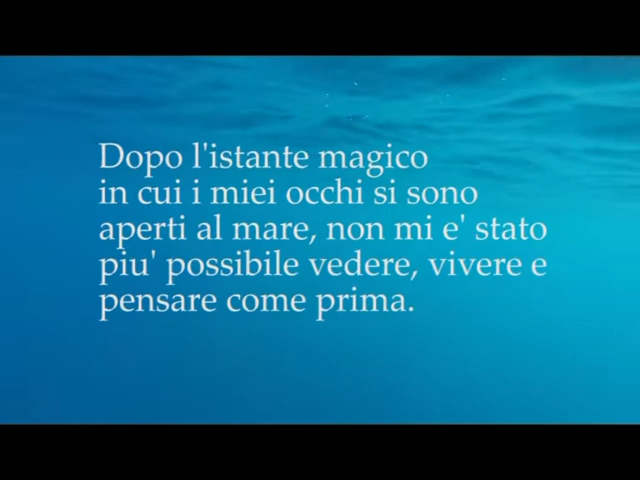 Dopo l'istante magico
in cui i miei occhi si sono
aperti al mare, non mi e' stato
piu' possibile vedere, vivere e
pensare come prima.